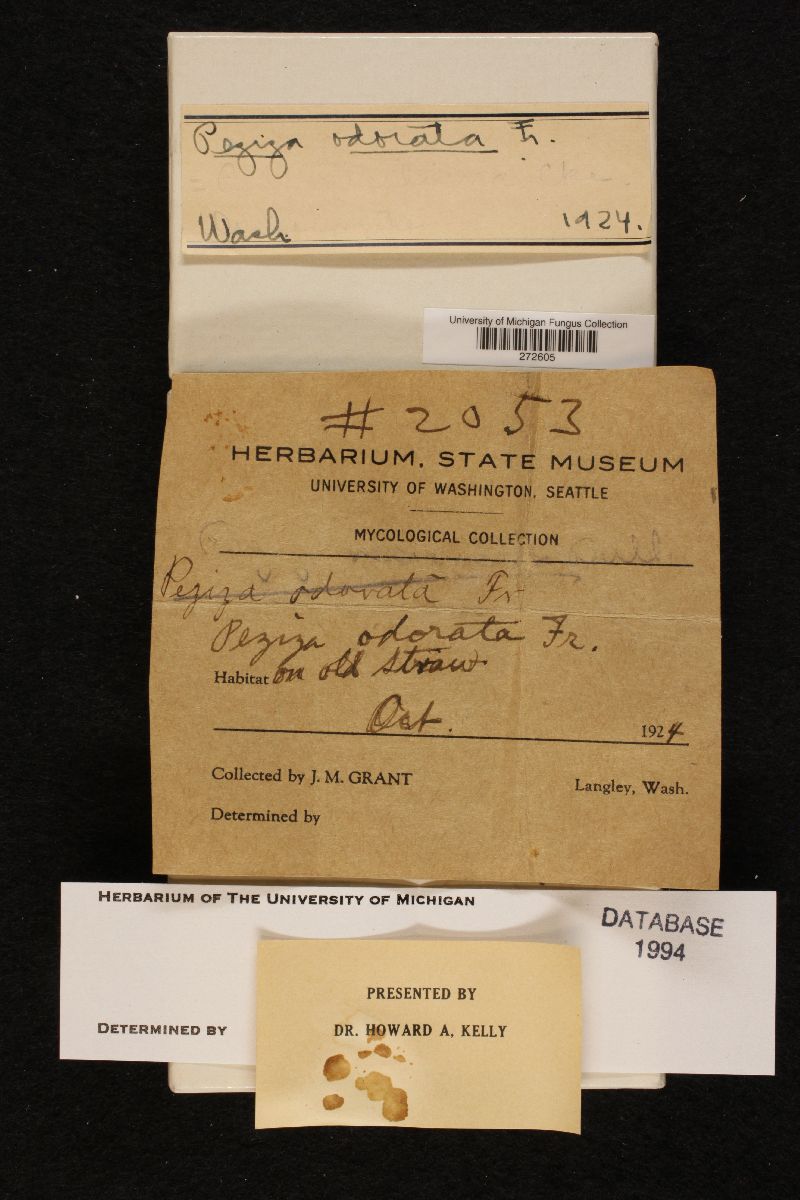 Peziza odorata Fr.
Wash. 1924.
University of Michigan Fungus Collection
272605
# 2053
HERBARIUM, STATE MUSEUM
UNIVERSITY OF WASHINGTON, SEATTLE
MYCOLOGICAL COLLECTION
Peziza odorata Fr
Peziza odorata Fr.
Habitat on old straw
Oct. 1924
Collected by J. M. GRANT Langley, Wash.
Determined by
HERBARIUM OF THE UNIVERSITY OF MICHIGAN
DATABASE
1994
PRESENTED BY
DETERMINED BY
DR. HOWARD A. KELLY